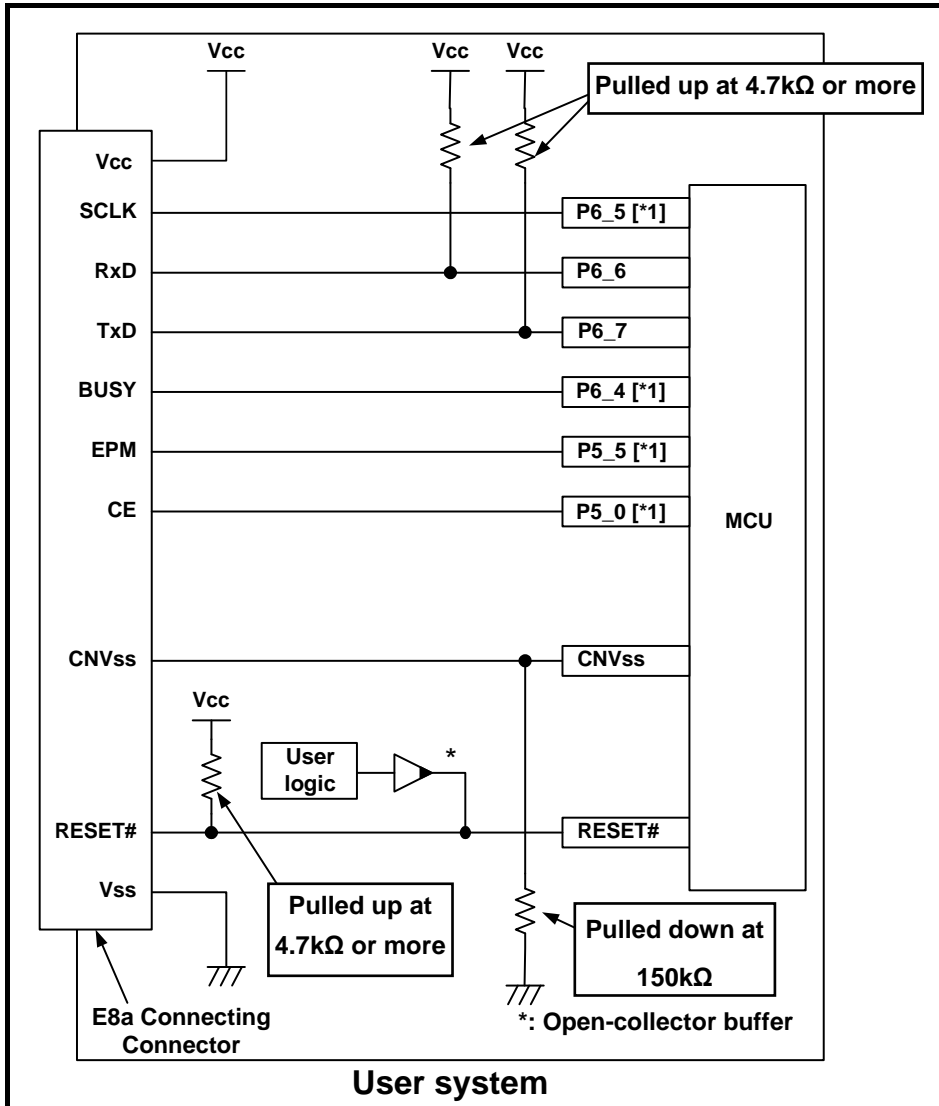 Vcc
Vcc
Vcc
Pulled up at 4.7kΩ or more
Vcc
SCLK
P6_5 [*1]
RxD
P6_6
TxD
P6_7
BUSY
P6_4 [*1]
EPM
P5_5 [*1]
CE
P5_0 [*1]
MCU
CNVss
CNVss
Vcc
User
logic
*
RESET#
RESET#
Vss
Pulled up at
4.7kΩ or more
Pulled down at
150kΩ
E8a Connecting
Connector
*: Open-collector buffer
User system